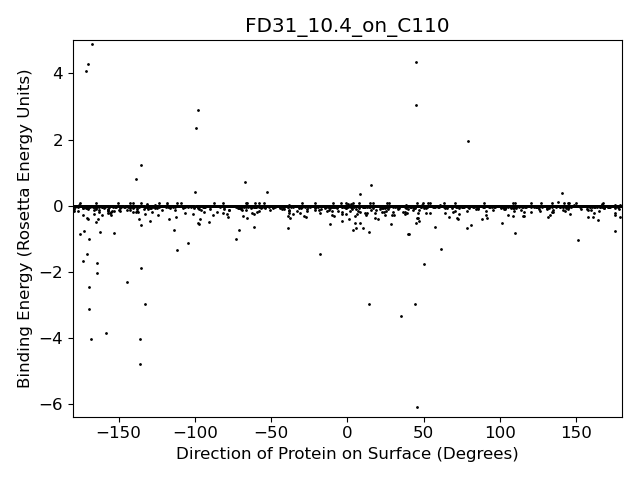 FD31_10.4_on_C110
Binding Energy (Rosetta Energy Units)
4
2
0
−2
−4
−6
−150 −100 −50 0 50 100 150
Direction of Protein on Surface (Degrees)